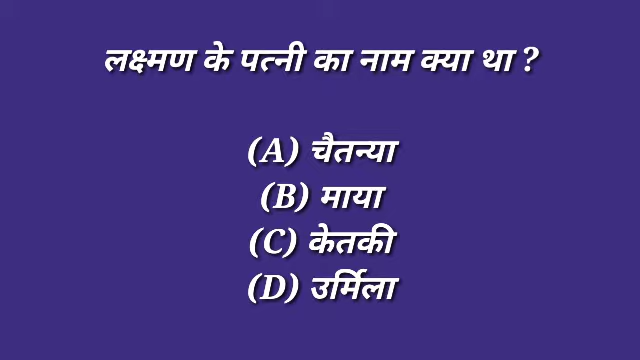 लक्ष्मण के पत्नी का नाम क्या था ?
(A) चैतन्या
(B) माया
(C) केतकी
(D) उर्मिला